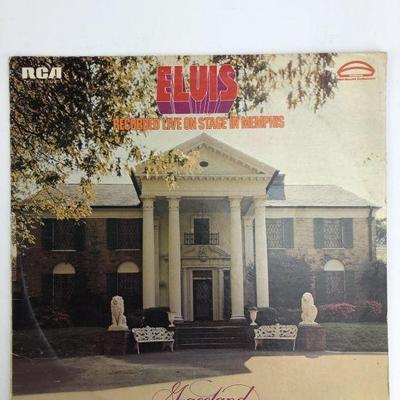 RCA
ELVIS
RECORDED LIVE ON STAGE IN MEMPHIS
Graceland